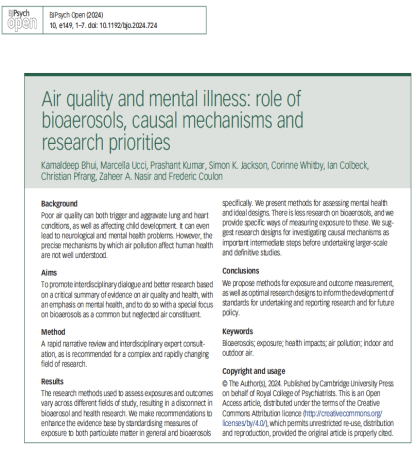 BJPsych
open
BJPsych Open (2024)
10, e149, 1–7. doi: 10.1192/bjo.2024.724
Air quality and mental illness: role of
bioaerosols, causal mechanisms and
research priorities
Kamaldeep Bhui, Marcella Ucci, Prashant Kumar, Simon K. Jackson, Corinne Whitby, Ian Colbeck,
Christian Pfrang, Zaheer A. Nasir and Frederic Coulon
Background
Poor air quality can both trigger and aggravate lung and heart
conditions, as well as affecting child development. It can even
lead to neurological and mental health problems. However, the
precise mechanisms by which air pollution affect human health
are not well understood.
Aims
To promote interdisciplinary dialogue and better research based
on a critical summary of evidence on air quality and health, with
an emphasis on mental health, and to do so with a special focus
on bioaerosols as a common but neglected air constituent.
Method
A rapid narrative review and interdisciplinary expert consult-
ation, as is recommended for a complex and rapidly changing
field of research.
Results
The research methods used to assess exposures and outcomes
vary across different fields of study, resulting in a disconnect in
bioaerosol and health research. We make recommendations to
enhance the evidence base by standardising measures of
exposure to both particulate matter in general and bioaerosols
specifically. We present methods for assessing mental health
and ideal designs. There is less research on bioaerosols, and we
provide specific ways of measuring exposure to these. We sug-
gest research designs for investigating causal mechanisms as
important intermediate steps before undertaking larger-scale
and definitive studies.
Conclusions
We propose methods for exposure and outcome measurement,
as well as optimal research designs to inform the development of
standards for undertaking and reporting research and for future
policy.
Keywords
Bioaerosols; exposure; health impacts; air pollution; indoor and
outdoor air.
Copyright and usage
© The Author(s), 2024. Published by Cambridge University Press
on behalf of Royal College of Psychiatrists. This is an Open
Access article, distributed under the terms of the Creative
Commons Attribution licence (http://creativecommons.org/
licenses/by/4.0/), which permits unrestricted re-use, distribution
and reproduction, provided the original article is properly cited.